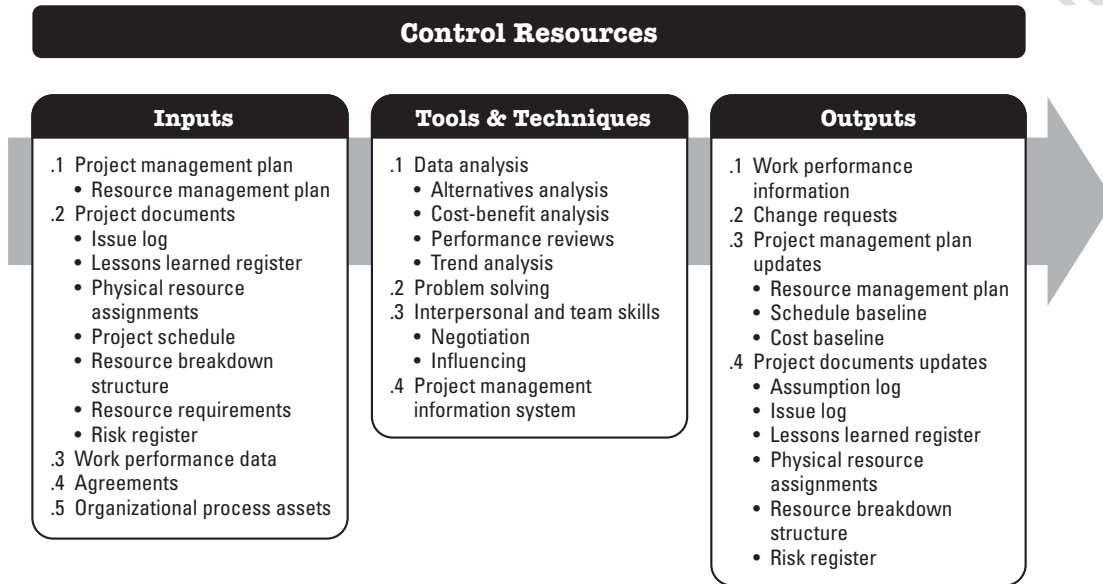 Control Resources
Inputs
.1 Project management plan
• Resource management plan
.2 Project documents
• Issue log
• Lessons learned register
• Physical resource
assignments
• Project schedule
• Resource breakdown
structure
• Resource requirements
• Risk register
.3 Work performance data
.4 Agreements
.5 Organizational process assets
Tools & Techniques
.1 Data analysis
• Alternatives analysis
• Cost-benefit analysis
• Performance reviews
• Trend analysis
.2 Problem solving
.3 Interpersonal and team skills
• Negotiation
• Influencing
.4 Project management
information system
Outputs
.1 Work performance
information
.2 Change requests
.3 Project management plan
updates
• Resource management plan
• Schedule baseline
• Cost baseline
.4 Project documents updates
• Assumption log
• Issue log
• Lessons learned register
• Physical resource
assignments
• Resource breakdown
structure
• Risk register